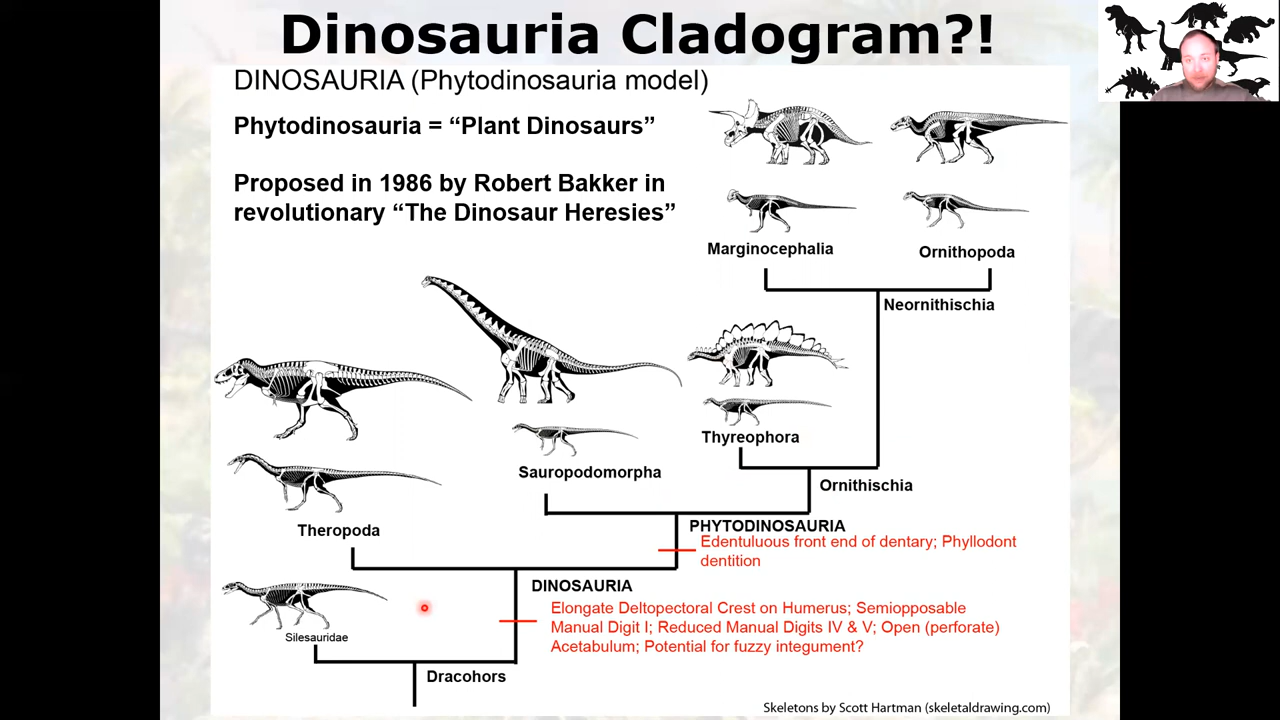 Dinosauria Cladogram?!
DINOSAURIA (Phytodinosauria model)
Phytodinosauria = “Plant Dinosaurs”
Proposed in 1986 by Robert Bakker in
revolutionary “The Dinosaur Heresies”
Marginocephalia
Ornithopoda
Neornithischia
Thyreophora
Sauropodomorpha
Ornithischia
Theropoda
PHYTODINOSAURIA
Edentuluous front end of dentary; Phyllodont
dentition
DINOSAURIA
Elongate Deltopectoral Crest on Humerus; Semiopposable
Manual Digit I; Reduced Manual Digits IV & V; Open (perforate)
Acetabulum; Potential for fuzzy integument?
Silesauridae
Dracohors
Skeletons by Scott Hartman (skeletaldrawing.com)